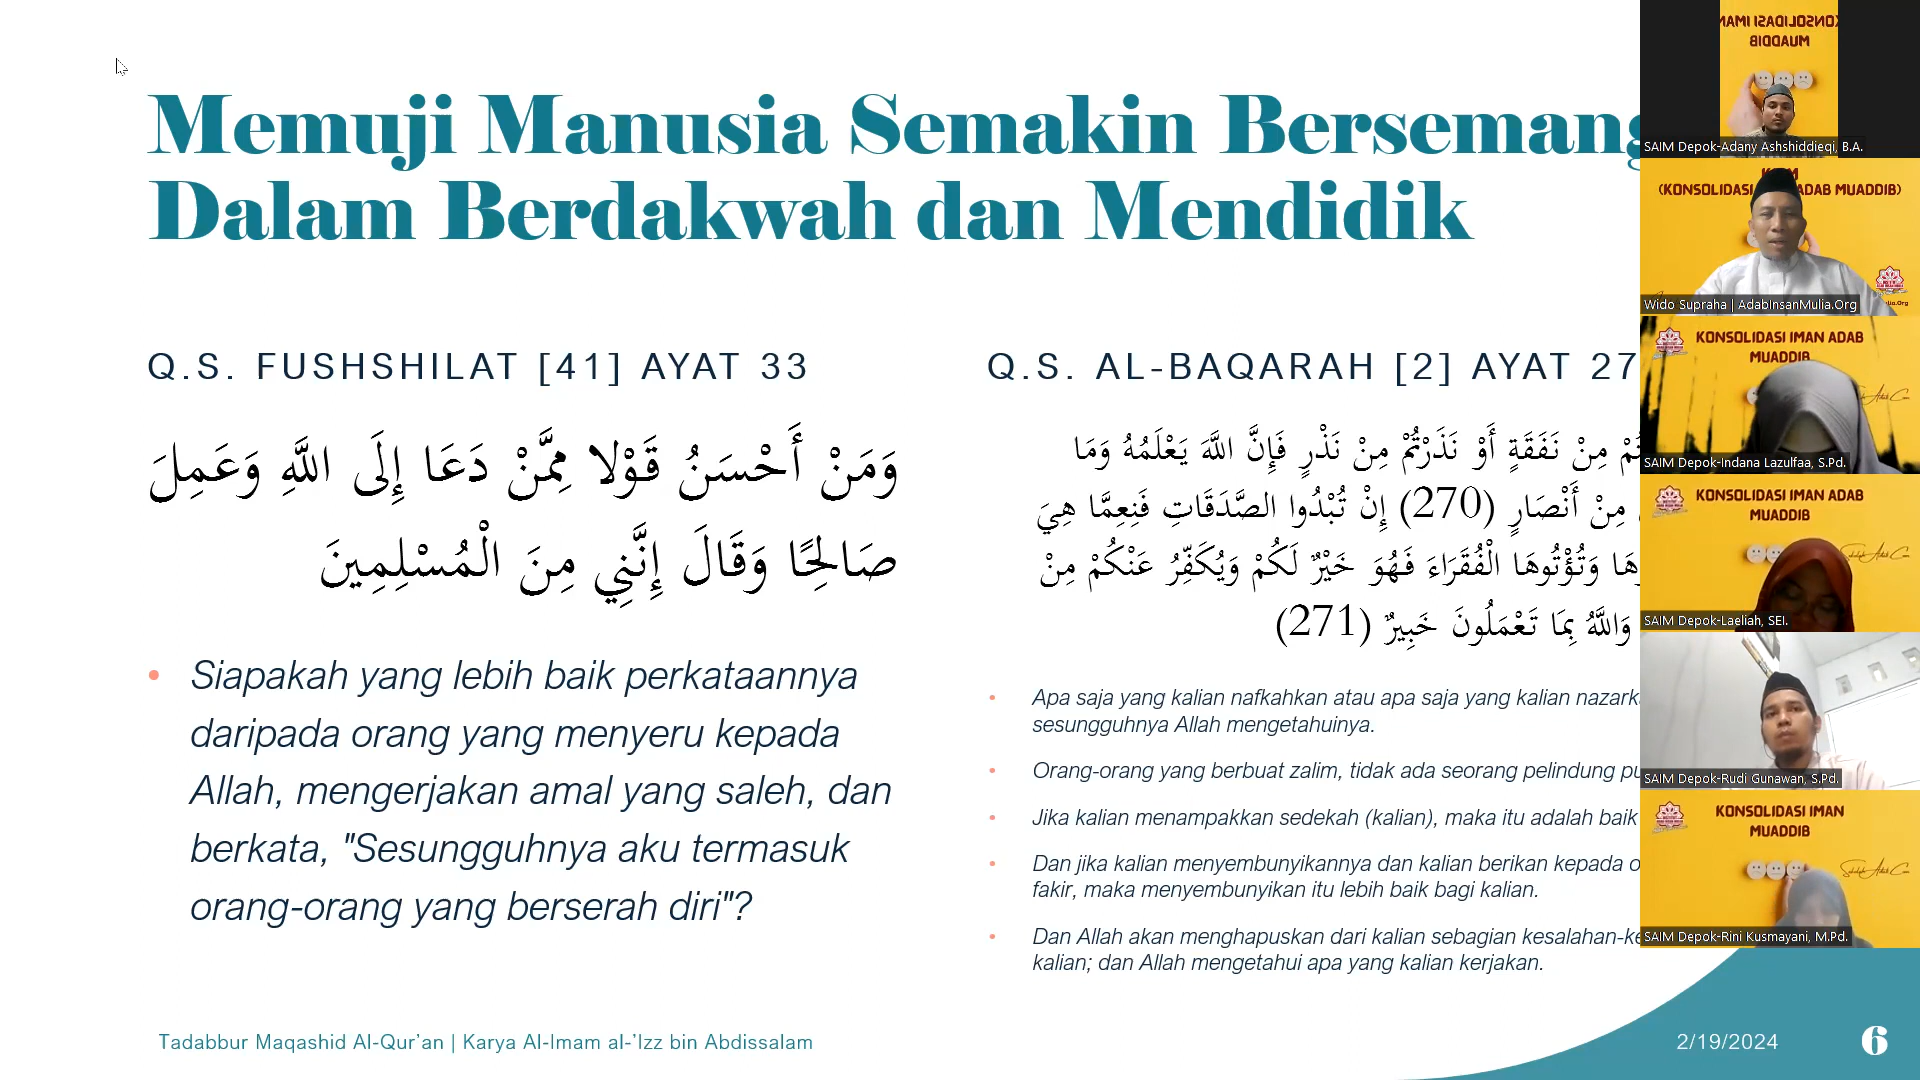 Memuji Manusia Semakin Bersemang
Dalam Berdakwah dan Mendidik
Q.S. FUSHSHILAT [41] AYAT 33
وَمَنْ أَحْسَنُ قَوْلا مِمَّنْ دَعَا إِلَى اللَّهِ وَعَمِلَ
صَالِحًا وَقَالَ إِنَّنِي مِنَ الْمُسْلِمِينَ
• Siapakah yang lebih baik perkataannya
daripada orang yang menyeru kepada
Allah, mengerjakan amal yang saleh, dan
berkata, "Sesungguhnya aku termasuk
orang-orang yang berserah diri"?
Q.S. AL-BAQARAH [2] AYAT 27
مِنْ نَفَقَةٍ أَوْ نَذَرْتُمْ مِنْ نَذْرٍ فَإِنَّ اللَّهَ يَعْلَمُهُ وَمَا
مِنْ أَنْصَارٍ (270) إِنْ تُبْدُوا الصَّدَقَاتِ فَنِعِمَّا هِيَ
وَتُؤْتُوهَا الْفُقَرَاءَ فَهُوَ خَيْرٌ لَكُمْ وَيُكَفِّرُ عَنْكُمْ مِنْ
وَاللَّهُ بِمَا تَعْمَلُونَ خَبِيرٌ (271)
• Apa saja yang kalian nafkahkan atau apa saja yang kalian nazark
sesungguhnya Allah mengetahuinya.
• Orang-orang yang berbuat zalim, tidak ada seorang pelindung pu
• Jika kalian menampakkan sedekah (kalian), maka itu adalah baik
• Dan jika kalian menyembunyikannya dan kalian berikan kepada o
fakir, maka menyembunyikan itu lebih baik bagi kalian.
• Dan Allah akan menghapuskan dari kalian sebagian kesalahan-ke
kalian; dan Allah mengetahui apa yang kalian kerjakan.
Tadabbur Maqashid Al-Qur'an | Karya Al-Imam al-'Izz bin Abdissalam
2/19/2024
6
KONSOLIDASI IMAN
MUADDIB
SAIM Depok-Adany Ashshiddieqi, B.A.
(KONSOLIDASI ADAB MUADDIB)
Wido Supraha | AdabInsanMulia.Org
KONSOLIDASI IMAN ADAB
MUADDIB
SAIM Depok-Indana Lazulfaa, S.Pd.
KONSOLIDASI IMAN ADAB
MUADDIB
SAIM Depok-Laeliah, SEI.
SAIM Depok-Rudi Gunawan, S.Pd.
KONSOLIDASI IMAN
MUADDIB
SAIM Depok-Rini Kusmayani, M.Pd.